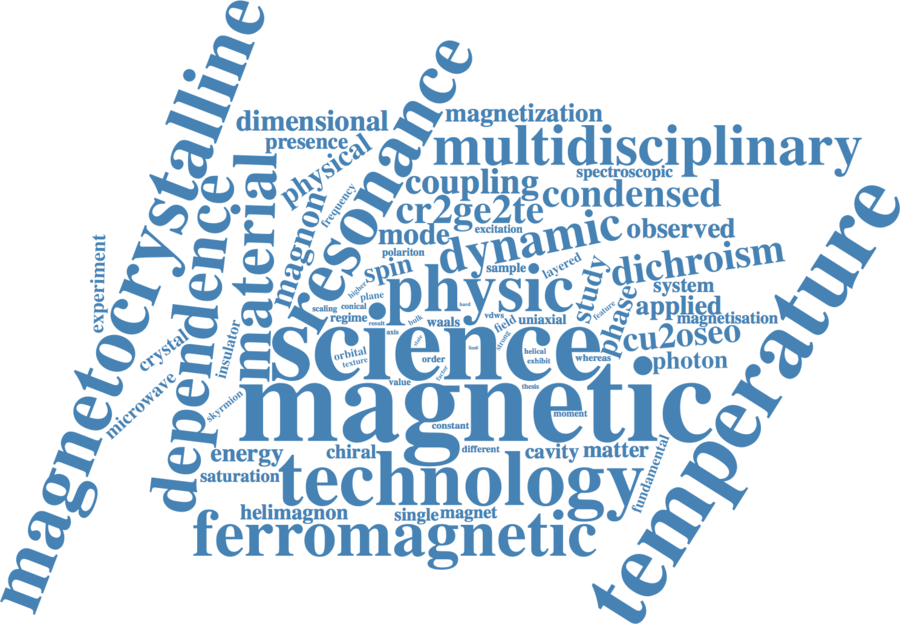 magnetocrystalline
resonance
dimensional
magnetization
presence
multidisciplinary
physical
spectroscopic
material
dependence
coupling
condensed
frequency
magnon
cr2ge2te
excitation
mode
dynamic
observed
experiment
polariton
spin
sample
layered
study
dichroism
temperature
higher
plane
physic
system
scaling
conical
hard
feature
phase
applied
regime
result
bulk
waals
vdws
field
uniaxial
magnetisation
crystal
insulator
axis
science
strong
cu2oseo
orbital
texture
state
order
helical
exhibit
whereas
photon
microwave
value
factor
thesis
skyrmion
magnetic
moment
constant
energy
chiral
different
cavity
matter
fundamental
saturation
technology
helimagnon
single
magnet
ferromagnetic